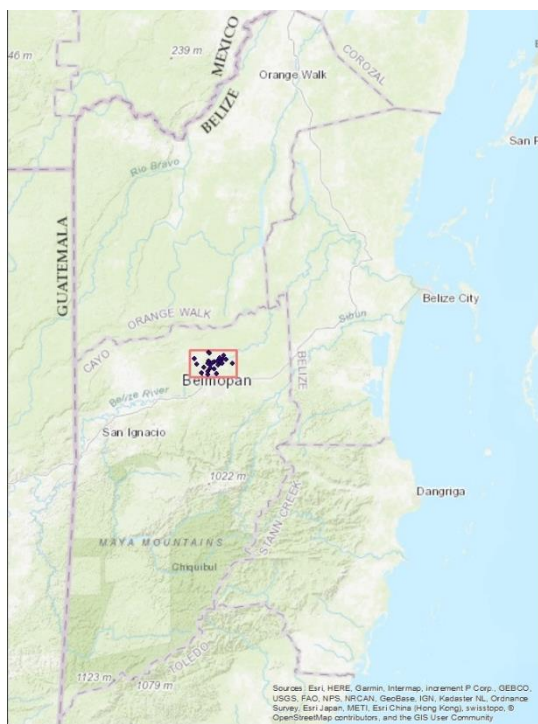 46 m
239 m
MEXICO
COROZAL
Orange Walk
BELIZE
San P
Rio Bravo
GUATEMALA
ORANGE WALK
Belize City
Sibun
CAYO
BELIZE
Belmopan
Belize River
San Ignacio
1022 m
Dangriga
STANN CREEK
MAYA MOUNTAINS
Chiquibul
TOLEDO
1123 m
1079 m
Sources: Esri, HERE, Garmin, Intermap, increment P Corp., GEBCO,
USGS, FAO, NPS, NRCAN, GeoBase, IGN, Kadaster NL, Ordnance
Survey, Esri Japan, METI, Esri China (Hong Kong), swisstopo, ©
OpenStreetMap contributors, and the GIS User Community